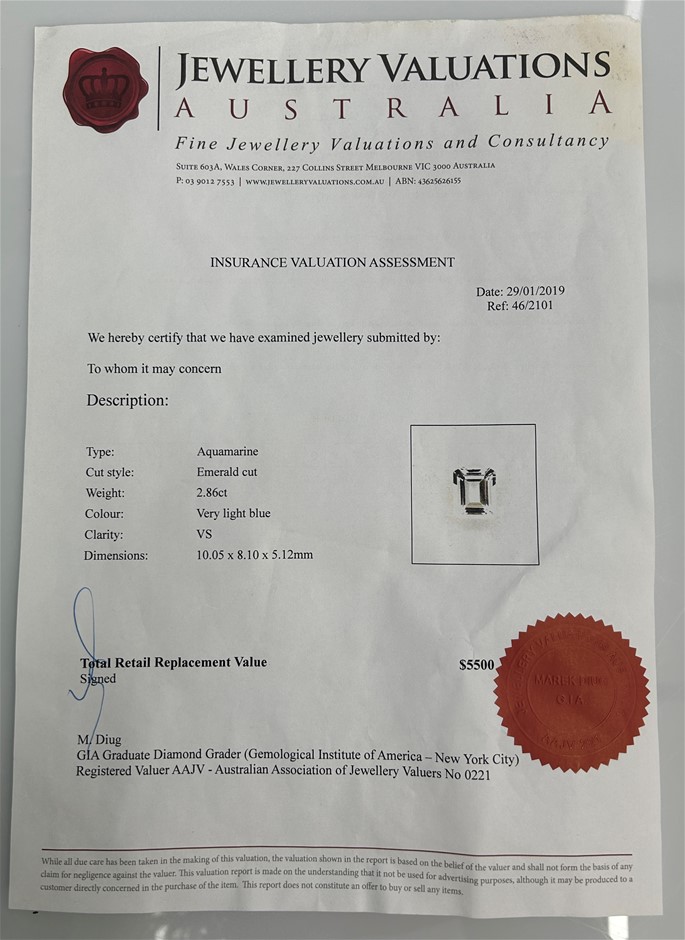 JEWELLERY VALUATIONS
AUSTRALIA
Fine Jewellery Valuations and Consultancy
SUITE 603A, WALES CORNER, 227 COLLINS STREET MELBOURNE VIC 3000 AUSTRALIA
P: 03 9012 7553 | WWW.JEWELLERYVALUATIONS.COM.AU | ABN: 43625626155
INSURANCE VALUATION ASSESSMENT
Date: 29/01/2019
Ref: 46/2101
We hereby certify that we have examined jewellery submitted by:
To whom it may concern
Description:
Type: Aquamarine
Cut style: Emerald cut
Weight: 2.86ct
Colour: Very light blue
Clarity: VS
Dimensions: 10.05 x 8.10 x 5.12mm
Total Retail Replacement Value $5500
Signed
MAREK DIUG
GIA
M. Diug
GIA Graduate Diamond Grader (Gemological Institute of America – New York City)
Registered Valuer AAJV - Australian Association of Jewellery Valuers No 0221
While all due care has been taken in the making of this valuation, the valuation shown in the report is based on the belief of the valuer and shall not form the basis of any
claim for negligence against the valuer. This valuation report is made on the understanding that it not be used for advertising purposes, although it may be produced to a
customer directly concerned in the purchase of the item. This report does not constitute an offer to buy or sell any items.